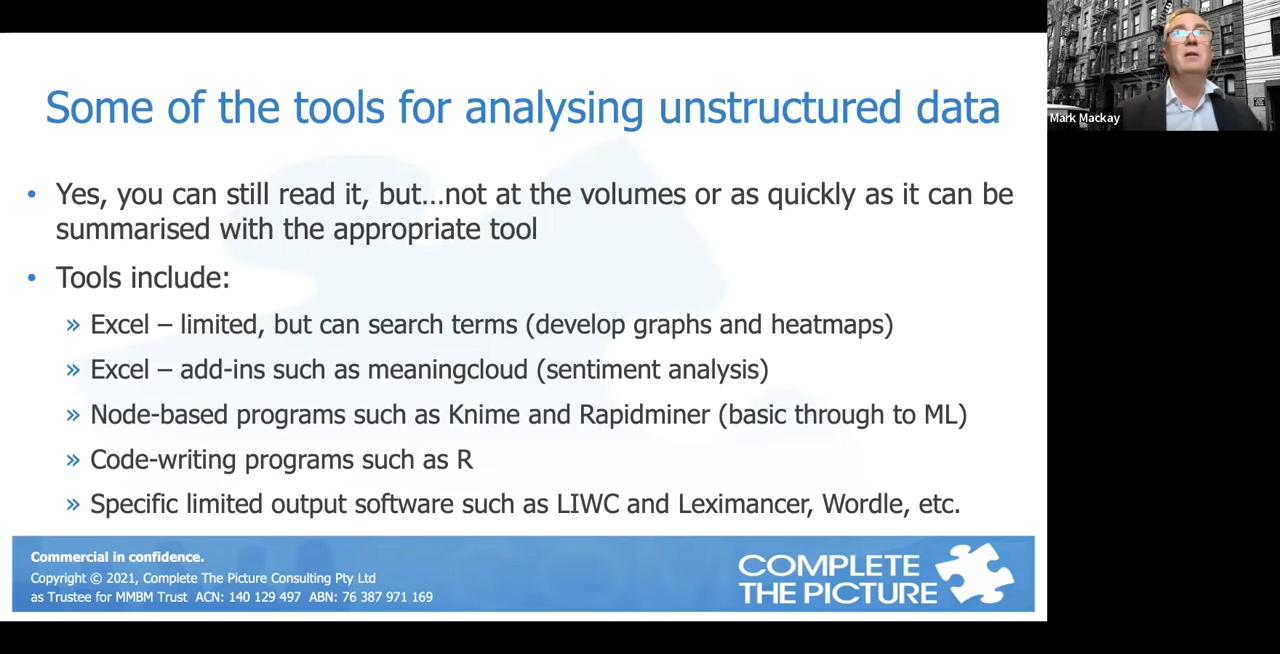 Some of the tools for analysing unstructured data
• Yes, you can still read it, but...not at the volumes or as quickly as it can be
summarised with the appropriate tool
• Tools include:
» Excel – limited, but can search terms (develop graphs and heatmaps)
» Excel – add-ins such as meaningcloud (sentiment analysis)
» Node-based programs such as Knime and Rapidminer (basic through to ML)
» Code-writing programs such as R
» Specific limited output software such as LIWC and Leximancer, Wordle, etc.
Commercial in confidence.
Copyright © 2021, Complete The Picture Consulting Pty Ltd
as Trustee for MMBM Trust ACN: 140 129 497 ABN: 76 387 971 169
COMPLETE
THE PICTURE
Mark Mackay